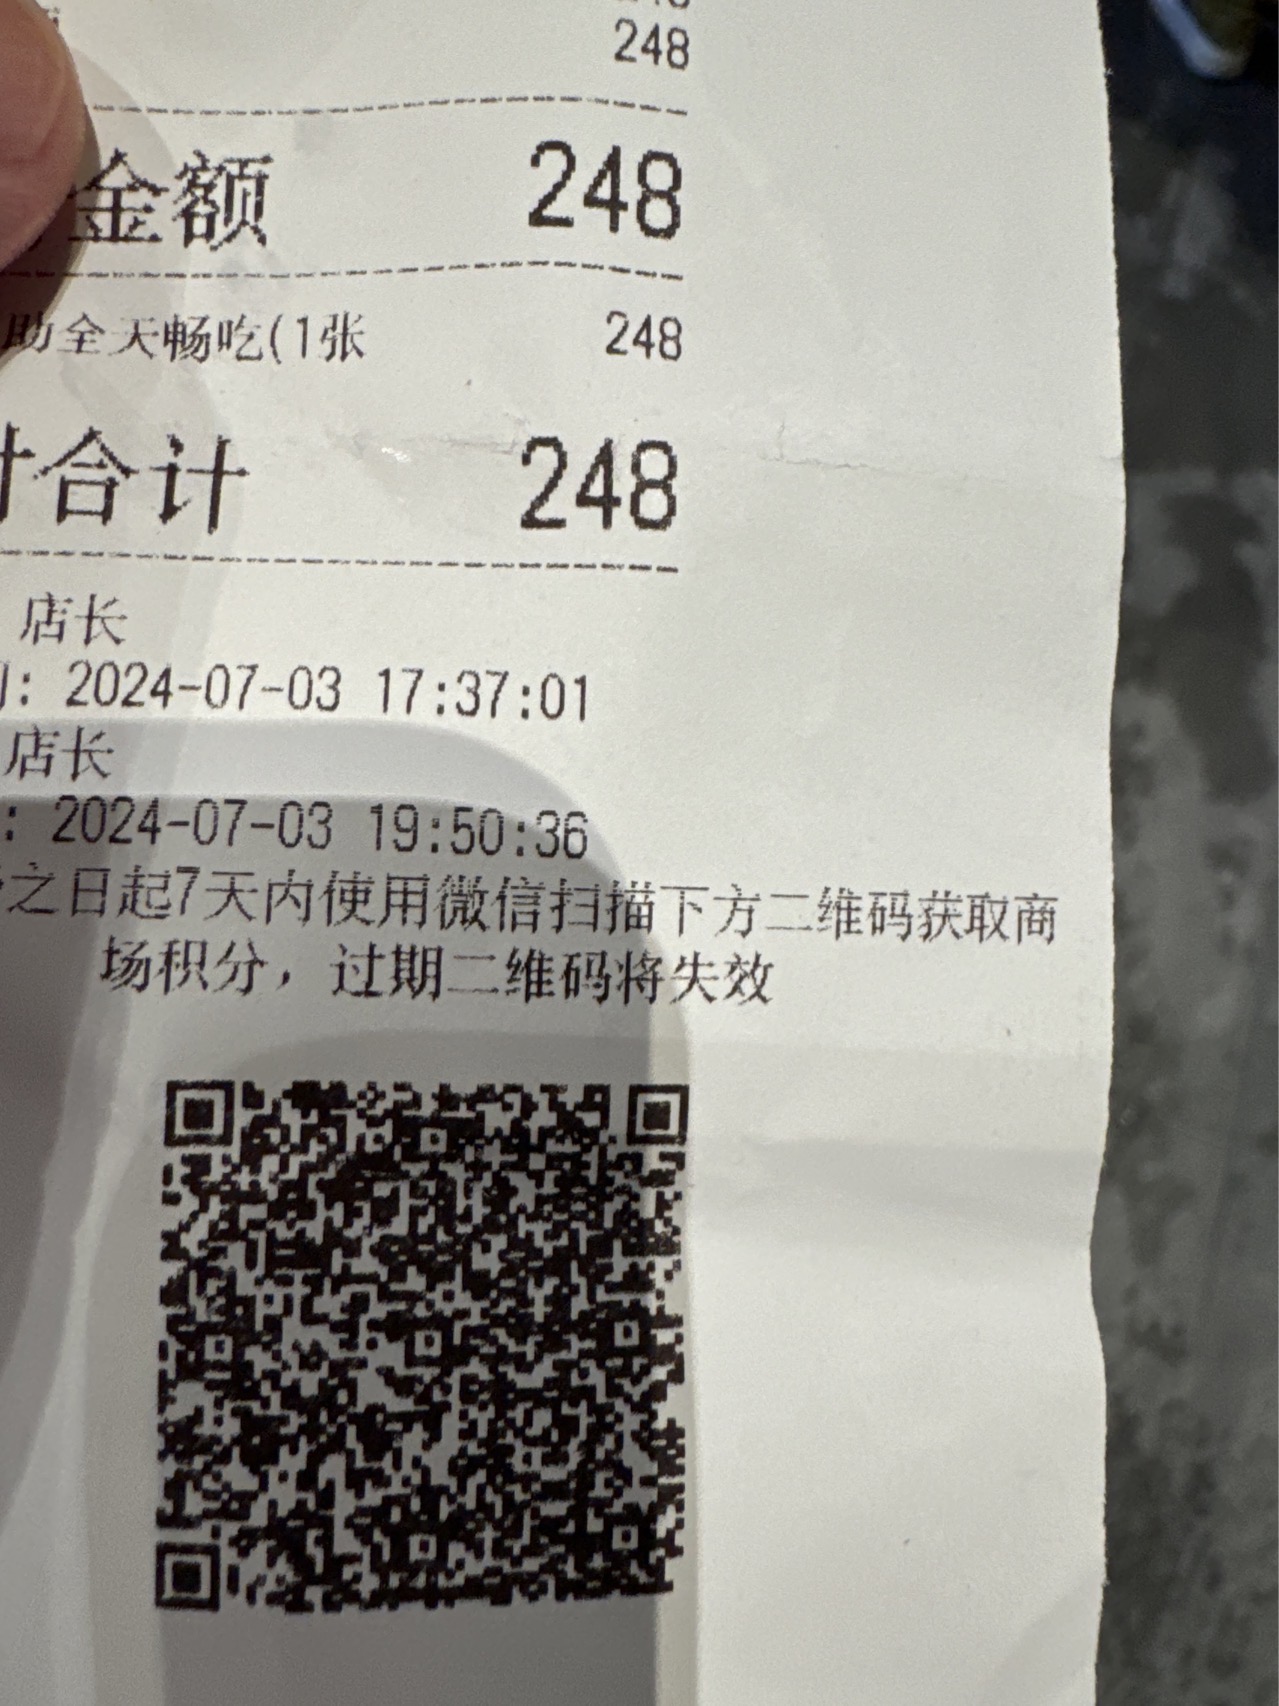 248
金额 248
助全天畅吃(1张 248
付合计 248
店长
: 2024-07-03 17:37:01
店长
: 2024-07-03 19:50:36
之日起7天内使用微信扫描下方二维码获取商
场积分，过期二维码将失效